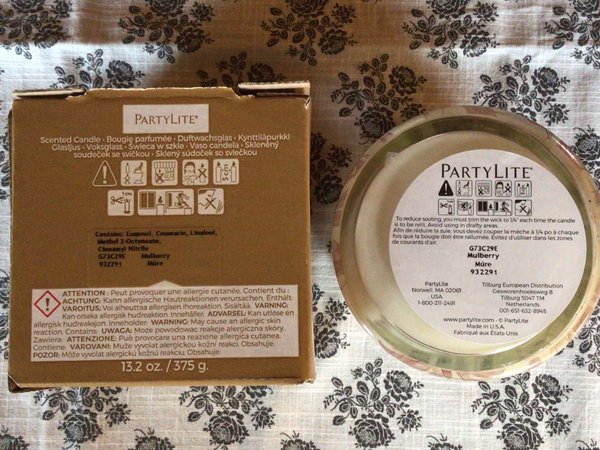 PARTYLITE®
Scented Candle • Bougie parfumée • Duftwachsglas • Kynttiläpurkki
Glasljus • Voksglass • Świeca w szkle • Vaso candela • Skleněný
soudeček se svíčkou • Sklený súdoček so sviečkou
Contains: Eugenol, Coumarin, Linalool,
Methyl 2-Octynoate,
Cinnamyl Nitrile
G73C29E
Mulberry
932291 Mûre
ATTENTION : Peut provoquer une allergie cutanée. Contient du :
ACHTUNG: Kann allergische Hautreaktionen verursachen. Enthält:
VAROITUS: Voi aiheuttaa allergisen ihoreaktion. Sisältää: VARNING:
Kan orsaka allergisk hudreaktion. Innehåller: ADVARSEL: Kan utløse en
allergisk hudreaksjon Inneholder: WARNING: May cause an allergic skin
reaction. Contains: UWAGA: Może powodować reakcje alergiczną skóry.
Zawiera: ATTENZIONE: Può provocare una reazione allergica cutanea.
Contiene: VAROVÁNÍ: Může vyvolat alergickou kožní reakci. Obsahuje:
POZOR: Môže vyvolať alergickú kožnú reakciu. Obsahuje:
13.2 oz. / 375 g.
PARTYLITE®
To reduce sooting, you must trim the wick to ¼" each time the candle
is to be relit. Avoid using in drafty areas.
Afin de réduire la suie, vous devez couper la mèche à 1/4 po à chaque
fois que la bougie doit être rallumée. Évitez d'utiliser dans les zones
de courants d'air.
G73C29E
Mulberry
Mûre
932291
PartyLite
Norwell, MA 02061
USA
1-800-211-2491
Tilburg European Distribution
Gesworenhoekseweg 8
Tilburg 5047 TM
Netherlands
001-651-632-8945
www.partylite.com • © PartyLite
Made in U.S.A.
Fabriqué aux États-Unis